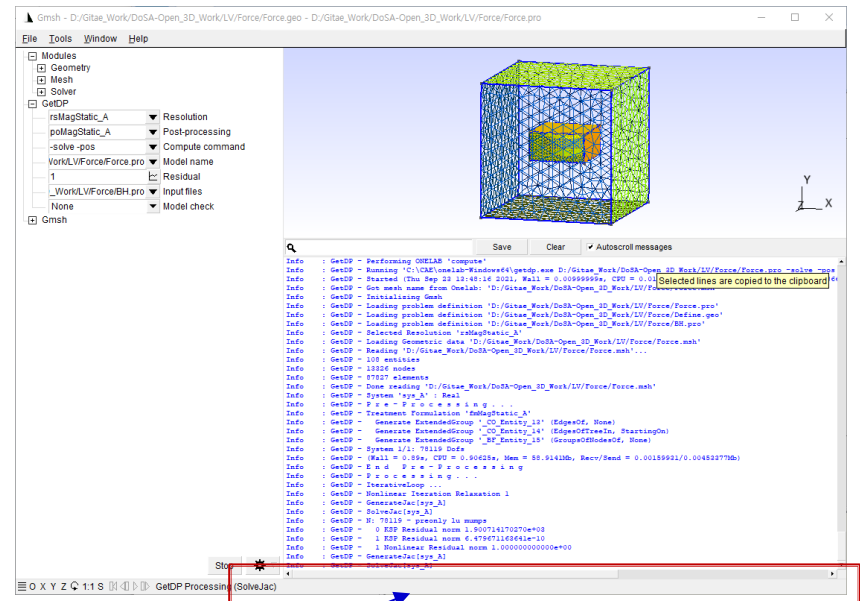 Gmsh - D:/Gitae_Work/DoSA-Open_3D_Work/LV/Force/Force.geo - D:/Gitae_Work/DoSA-Open_3D_Work/LV/Force/Force.pro
File Tools Window Help
Modules
Geometry
Mesh
Solver
GetDP
rsMagStatic_A Resolution
poMagStatic_A Post-processing
-solve -pos Compute command
Work/LV/Force/Force.pro Model name
1 Residual
_Work/LV/Force/BH.pro Input files
None Model check
Gmsh
Y
Z X
Save Clear Autoscroll messages
Info : GetDP - Performing ONELAB 'compute'
Info : GetDP - Running 'C:\CAE\onelab-Windows64\getdp.exe D:/Gitae_Work/DoSA-Open_3D_Work/LV/Force/Force.pro -solve -pos
Info : GetDP - Started (Thu Sep 23 12:48:16 2021, Wall = 0.00999999s, CPU = 0.01
Selected lines are copied to the clipboard
Info : GetDP - Got mesh name from Onelab: 'D:/Gitae_Work/DoSA-Open_3D_Work/LV/Force/Force.msh'
Info : GetDP - Initializing Gmsh
Info : GetDP - Loading problem definition 'D:/Gitae_Work/DoSA-Open_3D_Work/LV/Force/Force.pro'
Info : GetDP - Loading problem definition 'D:/Gitae_Work/DoSA-Open_3D_Work/LV/Force/Define.geo'
Info : GetDP - Loading problem definition 'D:/Gitae_Work/DoSA-Open_3D_Work/LV/Force/BH.pro'
Info : GetDP - Selected Resolution 'rsMagStatic_A'
Info : GetDP - Loading Geometric data 'D:/Gitae_Work/DoSA-Open_3D_Work/LV/Force/Force.msh'
Info : GetDP - Reading 'D:/Gitae_Work/DoSA-Open_3D_Work/LV/Force/Force.msh'...
Info : GetDP - 108 entities
Info : GetDP - 13326 nodes
Info : GetDP - 87827 elements
Info : GetDP - Done reading 'D:/Gitae_Work/DoSA-Open_3D_Work/LV/Force/Force.msh'
Info : GetDP - System 'sys_A' : Real
Info : GetDP - P r e - P r o c e s s i n g . . .
Info : GetDP - Treatment Formulation 'fmMagStatic_A'
Info : GetDP - Generate ExtendedGroup '_CO_Entity_13' (EdgesOf, None)
Info : GetDP - Generate ExtendedGroup '_CO_Entity_14' (EdgesOfTreeIn, StartingOn)
Info : GetDP - Generate ExtendedGroup '_BF_Entity_15' (GroupsOfNodesOf, None)
Info : GetDP - System 1/1: 78119 Dofs
Info : GetDP - (Wall = 0.89s, CPU = 0.90625s, Mem = 58.9141Mb, Recv/Send = 0.00159931/0.00453277Mb)
Info : GetDP - E n d P r e - P r o c e s s i n g
Info : GetDP - P r o c e s s i n g . . .
Info : GetDP - IterativeLoop ...
Info : GetDP - Nonlinear Iteration Relaxation 1
Info : GetDP - GenerateJac[sys_A]
Info : GetDP - SolveJac[sys_A]
Info : GetDP - N: 78119 - preonly lu mumps
Info : GetDP - 0 KSP Residual norm 1.900714170270e+03
Info : GetDP - 1 KSP Residual norm 6.479671163641e-10
Info : GetDP - 1 Nonlinear Residual norm 1.000000000000e+00
Info : GetDP - GenerateJac[sys_A]
Info : GetDP - SolveJac[sys_A]
Stop
O X Y Z 1:1 S GetDP Processing (SolveJac)